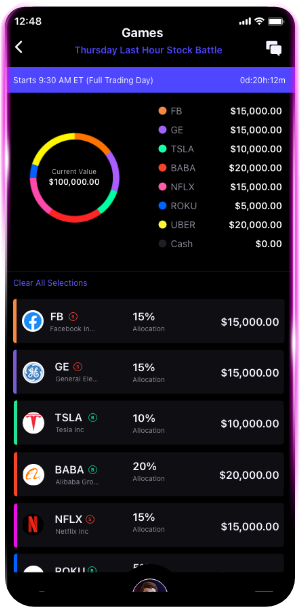 12:48
Games
Thursday Last Hour Stock Battle
Starts 9:30 AM ET (Full Trading Day) 0d:20h:12m
Current Value
$100,000.00
FB $15,000.00
GE $15,000.00
TSLA $10,000.00
BABA $20,000.00
NFLX $15,000.00
ROKU $5,000.00
UBER $20,000.00
Cash $0.00
Clear All Selections
FB 15% $15,000.00
Facebook In... Allocation
GE 15% $15,000.00
General Ele... Allocation
TSLA 10% $10,000.00
Tesla Inc Allocation
BABA 20% $20,000.00
Alibaba Gro... Allocation
NFLX 15% $15,000.00
Netflix Inc Allocation
ROKU